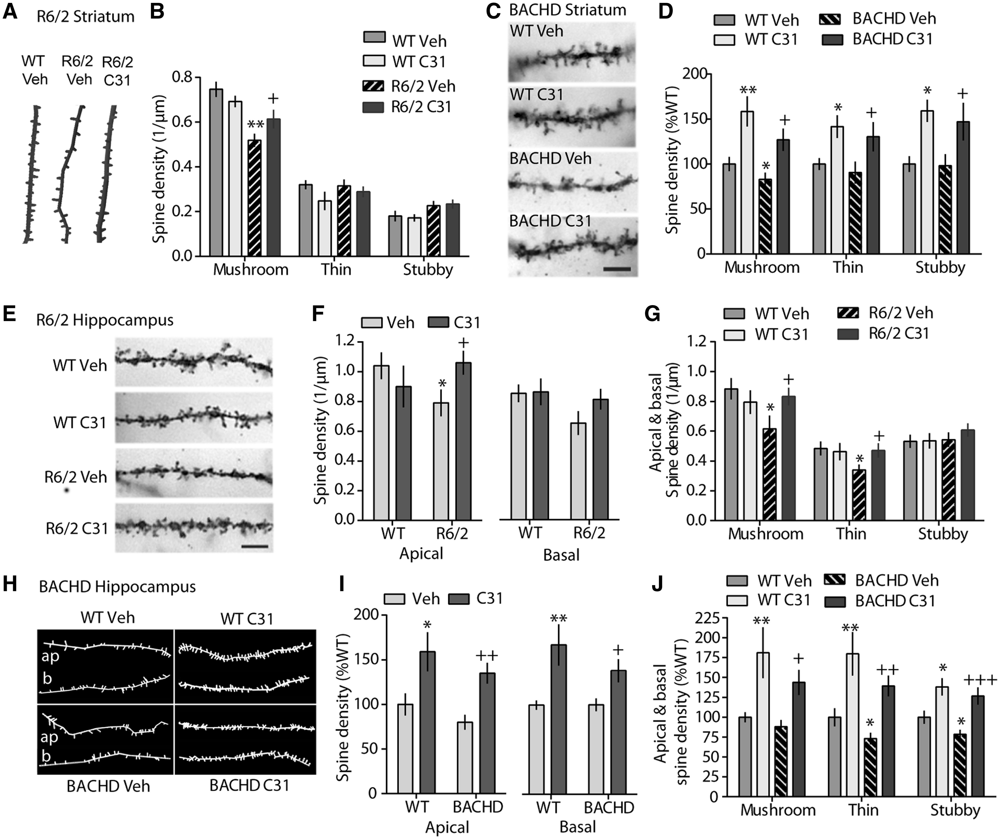 A
R6/2 Striatum
WT Veh
R6/2 Veh
R6/2 C31
B
WT Veh
WT C31
R6/2 Veh
R6/2 C31
Spine density (1/μm)
0.8
0.6
0.4
0.2
0.0
+
**
Mushroom
Thin
Stubby
C
BACHD Striatum
WT Veh
WT C31
BACHD Veh
BACHD C31
D
WT Veh
BACHD Veh
WT C31
BACHD C31
Spine density (%WT)
200
150
100
50
0
**
*
+
*
+
*
+
Mushroom
Thin
Stubby
E
R6/2 Hippocampus
WT Veh
WT C31
R6/2 Veh
R6/2 C31
F
Veh
C31
Spine density (1/μm)
1.2
1.0
0.8
0.6
0.4
0.2
0.0
*
+
WT
R6/2
WT
R6/2
Apical
Basal
G
WT Veh
R6/2 Veh
WT C31
R6/2 C31
Apical & basal
Spine density (1/μm)
1.2
1.0
0.8
0.6
0.4
0.2
0.0
*
+
*
+
Mushroom
Thin
Stubby
H
BACHD Hippocampus
WT Veh
WT C31
ap
b
ap
b
BACHD Veh
BACHD C31
I
Veh
C31
Spine density (%WT)
200
150
100
50
0
*
++
**
+
WT
BACHD
WT
BACHD
Apical
Basal
J
WT Veh
BACHD Veh
WT C31
BACHD C31
Apical & basal
spine density (%WT)
225
200
175
150
125
100
75
50
25
0
**
+
**
*
++
*
*
+++
Mushroom
Thin
Stubby